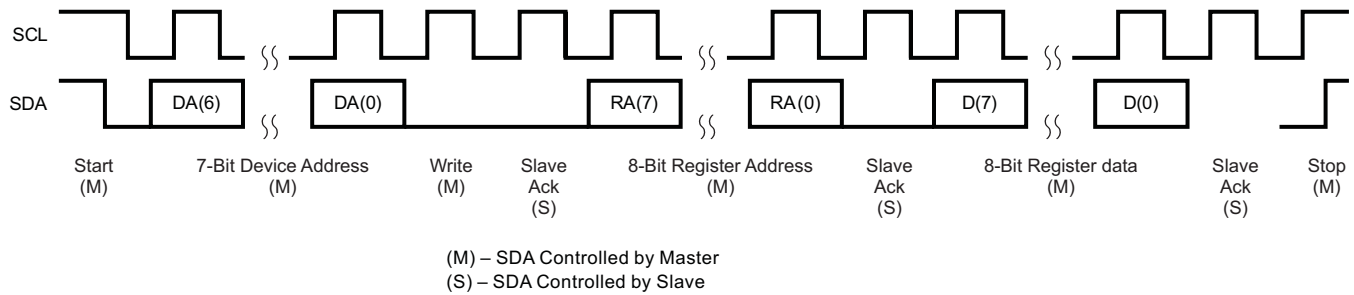 SCL
SDA
DA(6)
DA(0)
RA(7)
RA(0)
D(7)
D(0)
Start
(M)
7-Bit Device Address
(M)
Write
(M)
Slave
Ack
(S)
8-Bit Register Address
(M)
Slave
Ack
(S)
8-Bit Register data
(M)
Slave
Ack
(S)
Stop
(M)
(M) – SDA Controlled by Master
(S) – SDA Controlled by Slave